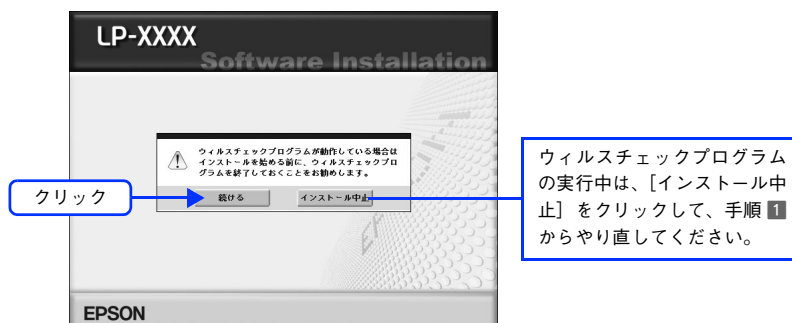 LP-XXXX
Software Installation
ウィルスチェックプログラムが動作している場合は
インストールを始める前に、ウィルスチェックプロ
グラムを終了しておくことをお勧めします。
クリック
続ける
インストール中止
ウィルスチェックプログラム
の実行中は、［インストール中
止］をクリックして、手順 1
からやり直してください。
EPSON